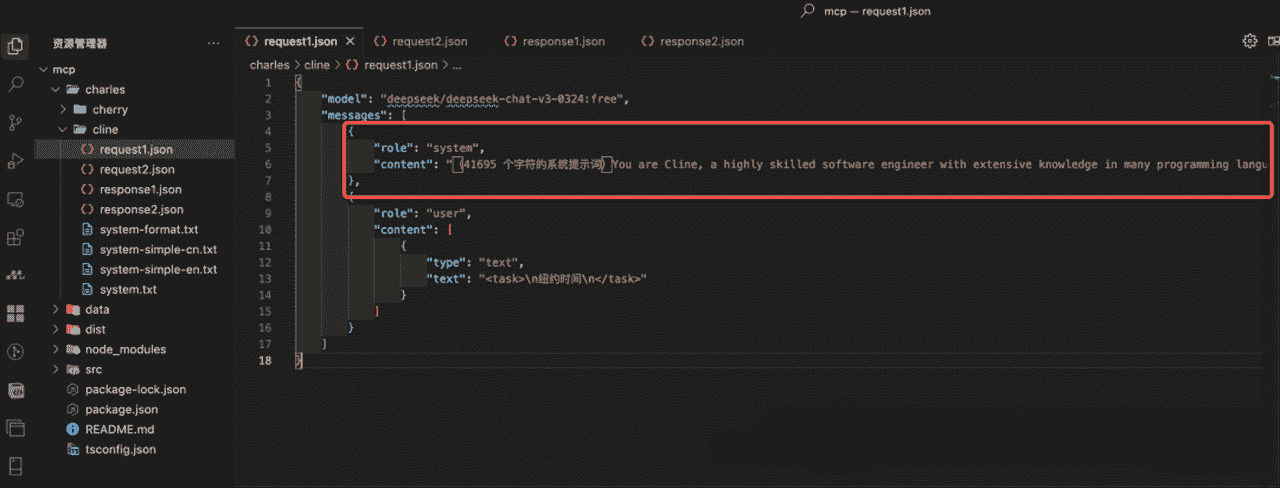 mcp — request1.json
资源管理器
mcp
charles
cherry
cline
request1.json
request2.json
response1.json
response2.json
system-format.txt
system-simple-cn.txt
system-simple-en.txt
system.txt
data
dist
node_modules
src
package-lock.json
package.json
README.md
tsconfig.json
request1.json
request2.json
response1.json
response2.json
charles > cline > {} request1.json > ...
1 {
2 "model": "deepseek/deepseek-chat-v3-0324:free",
3 "messages": [
4 {
5 "role": "system",
6 "content": "（41695 个字符的系统提示词）You are Cline, a highly skilled software engineer with extensive knowledge in many programming langu
7 },
8 {
9 "role": "user",
10 "content": [
11 {
12 "type": "text",
13 "text": "<task>\n纽约时间\n</task>"
14 }
15 ]
16 }
17 ]
18 }